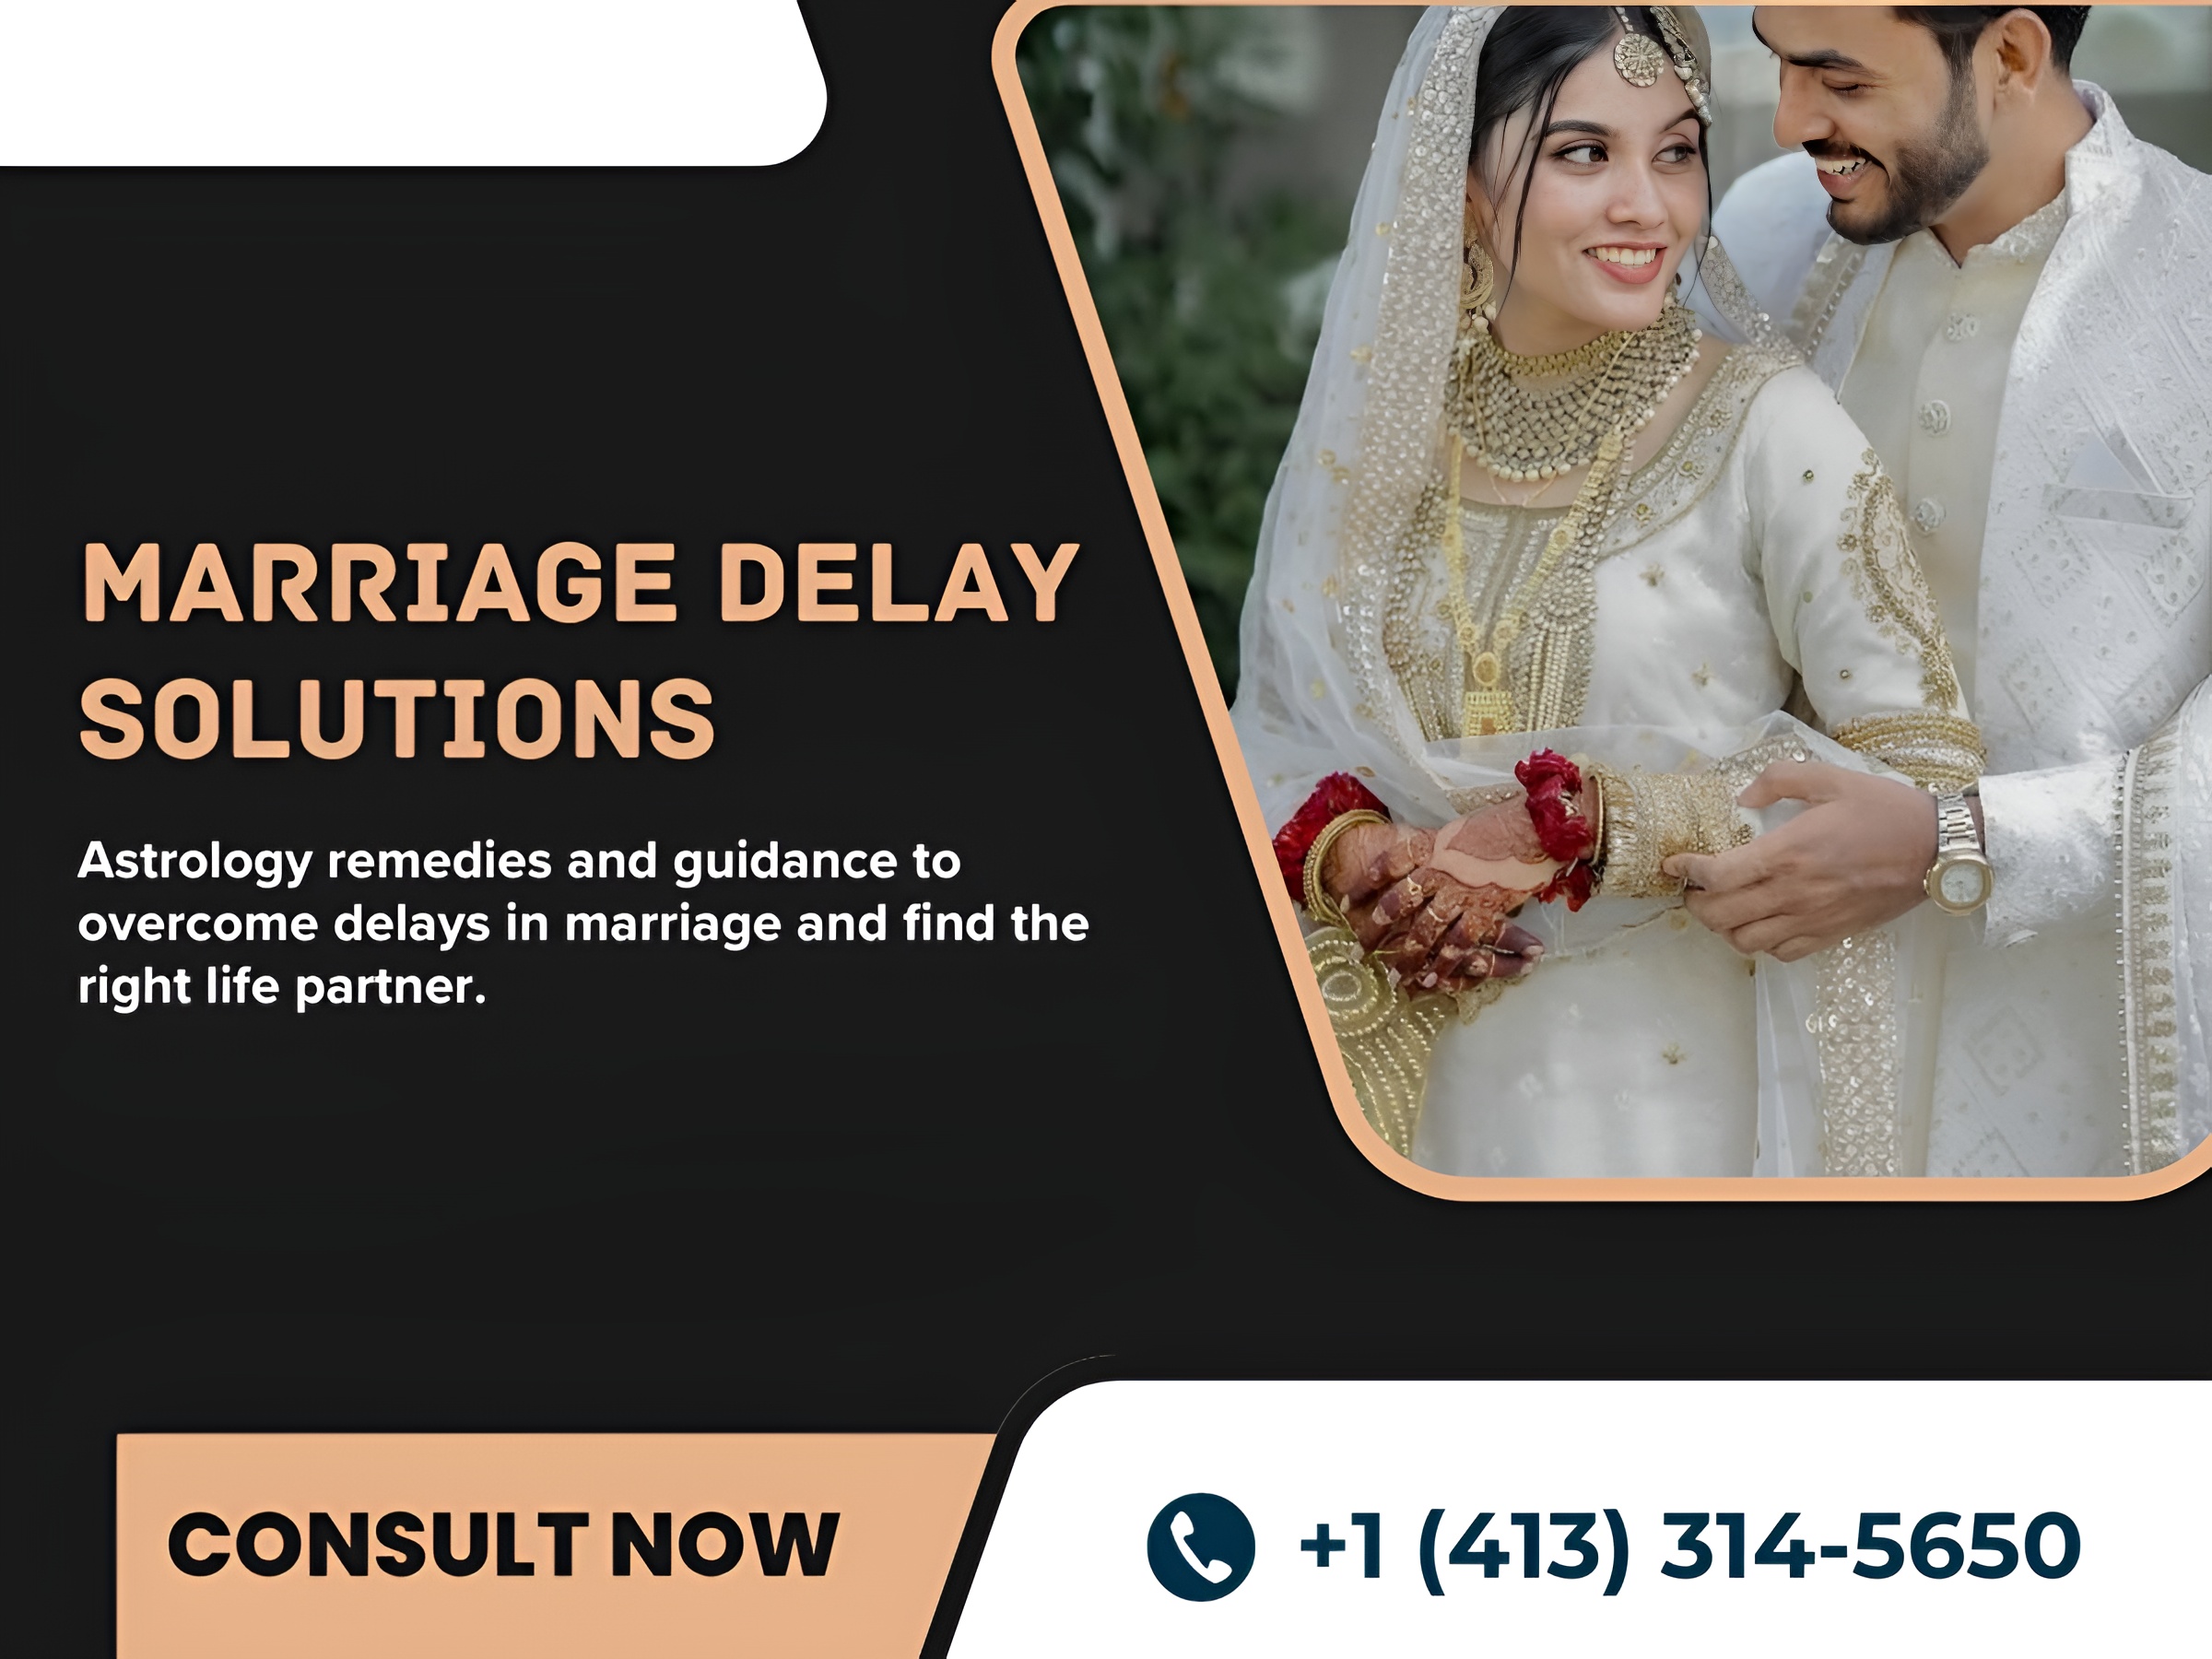 MARRIAGE DELAY
SOLUTIONS
Astrology remedies and guidance to
overcome delays in marriage and find the
right life partner.
CONSULT NOW
+1 (413) 314-5650